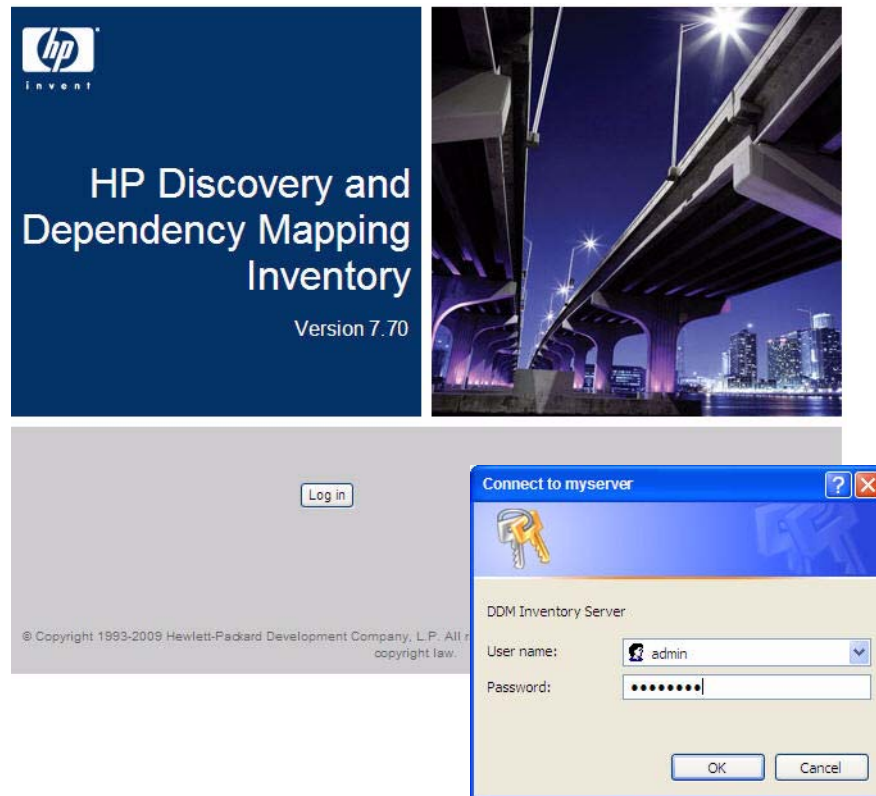 hp
invent
HP Discovery and
Dependency Mapping
Inventory
Version 7.70
Log in
© Copyright 1993-2009 Hewlett-Packard Development Company, L.P. All
copyright law.
Connect to myserver
DDM Inventory Server
User name:
admin
Password:
••••••••
OK
Cancel